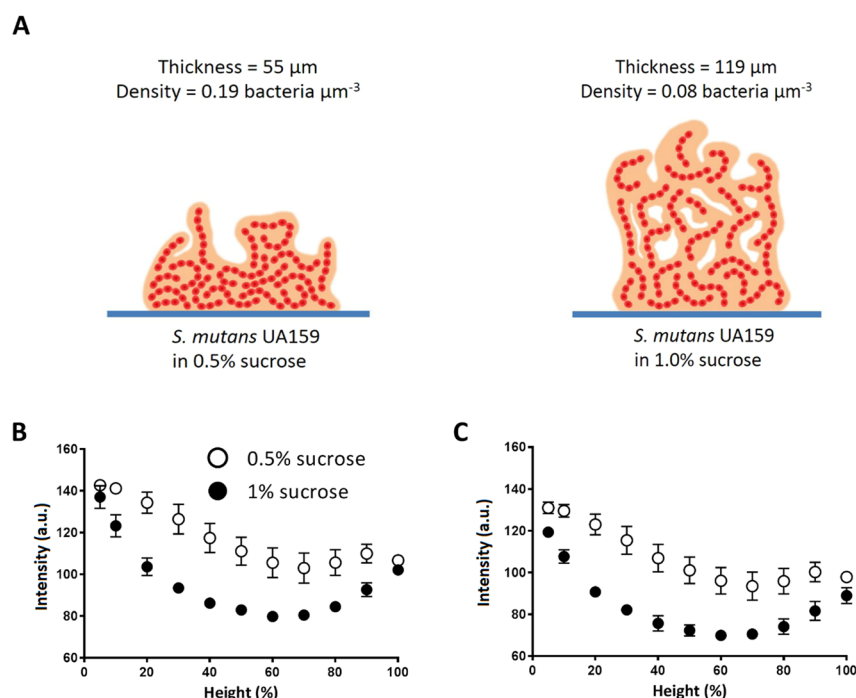 A
Thickness = 55 μm
Density = 0.19 bacteria μm⁻³
S. mutans UA159
in 0.5% sucrose
Thickness = 119 μm
Density = 0.08 bacteria μm⁻³
S. mutans UA159
in 1.0% sucrose
B
160
140
120
100
80
60
0
20
40
60
80
100
Intensity (a.u.)
Height (%)
0.5% sucrose
1% sucrose
C
160
140
120
100
80
60
0
20
40
60
80
100
Intensity (a.u.)
Height (%)